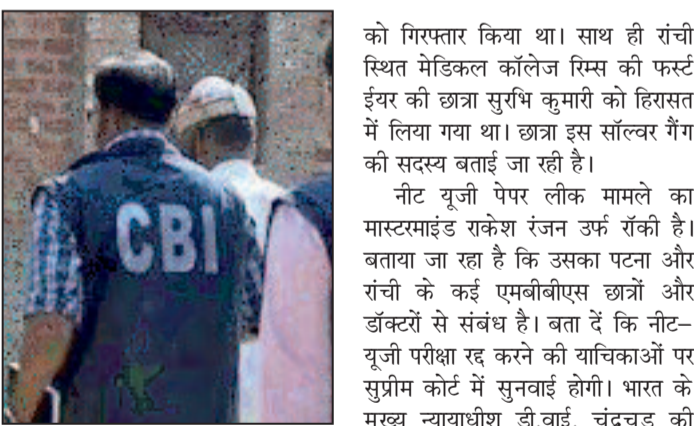 CBI
को गिरफ्तार किया था। साथ ही रांची
स्थित मेडिकल कॉलेज रिम्स की फर्स्ट
ईयर की छात्रा सुरभि कुमारी को हिरासत
में लिया गया था। छात्रा इस सॉल्वर गैंग
की सदस्य बताई जा रही है।
नीट यूजी पेपर लीक मामले का
मास्टरमाइंड राकेश रंजन उर्फ रॉकी है।
बताया जा रहा है कि उसका पटना और
रांची के कई एमबीबीएस छात्रों और
डॉक्टरों से संबंध है। बता दें कि नीट–
यूजी परीक्षा रद्द करने की याचिकाओं पर
सुप्रीम कोर्ट में सुनवाई होगी। भारत के
मुख्य न्यायाधीश डी.वाई. चंद्रचूड़ की